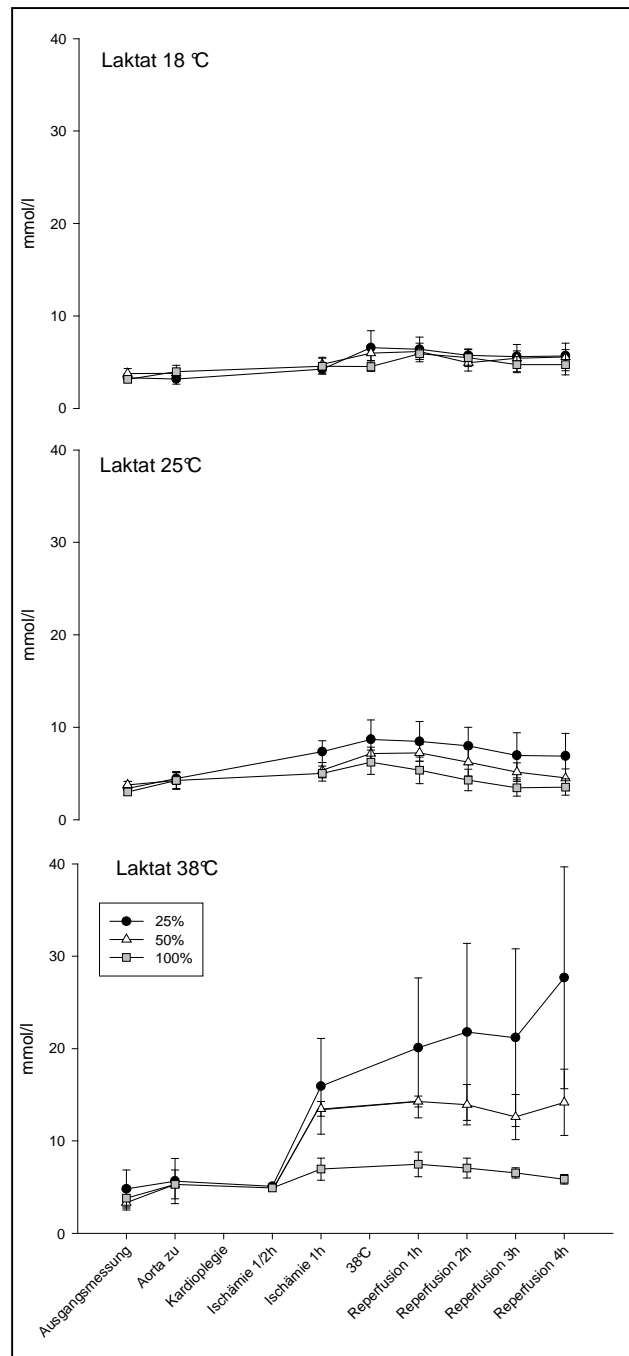 Laktat 18 °C
40
30
20
10
0
mmol/l
Laktat 25°C
40
30
20
10
0
mmol/l
Laktat 38°C
40
30
20
10
0
mmol/l
25%
50%
100%
Ausgangsmessung
Aorta zu
Kardioplegie
Ischämie 1/2h
Ischämie 1h
38°C
Reperfusion 1h
Reperfusion 2h
Reperfusion 3h
Reperfusion 4h